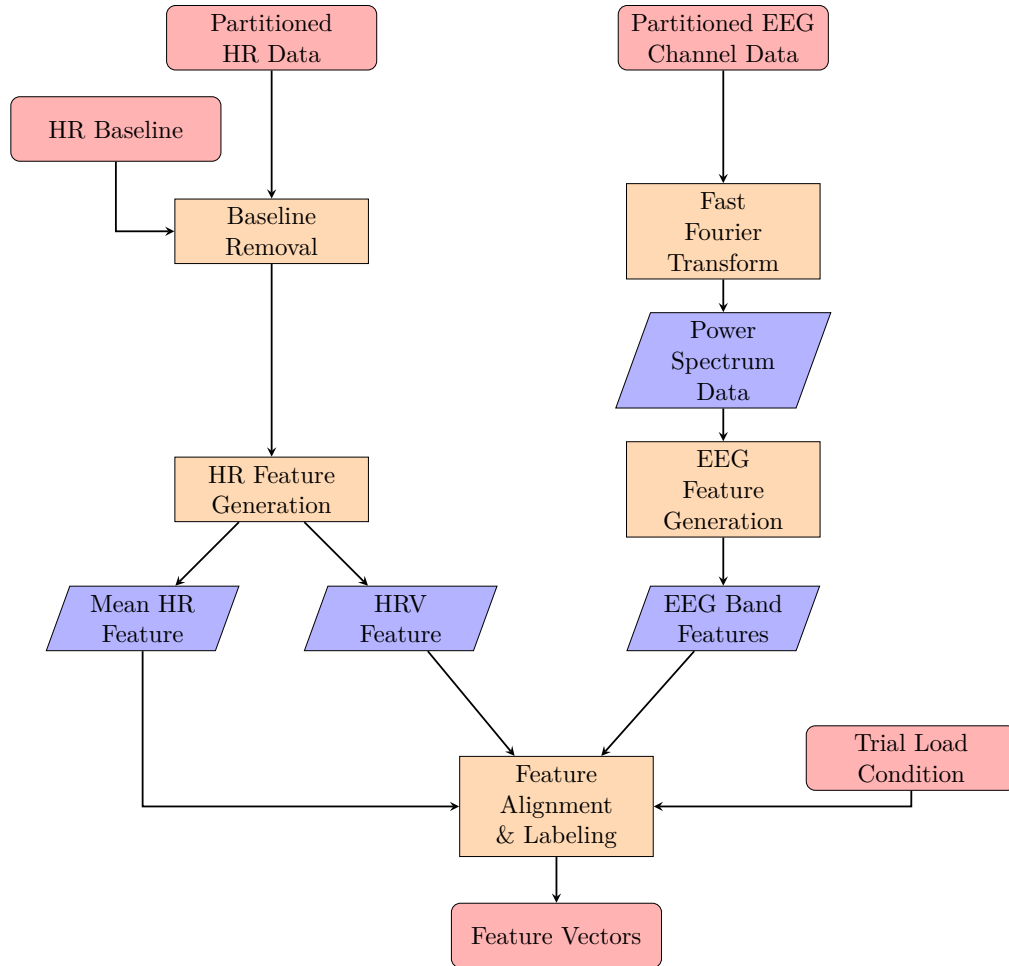 Partitioned
HR Data
Partitioned EEG
Channel Data
HR Baseline
Baseline
Removal
Fast
Fourier
Transform
Power
Spectrum
Data
HR Feature
Generation
EEG
Feature
Generation
Mean HR
Feature
HRV
Feature
EEG Band
Features
Trial Load
Condition
Feature
Alignment
& Labeling
Feature Vectors